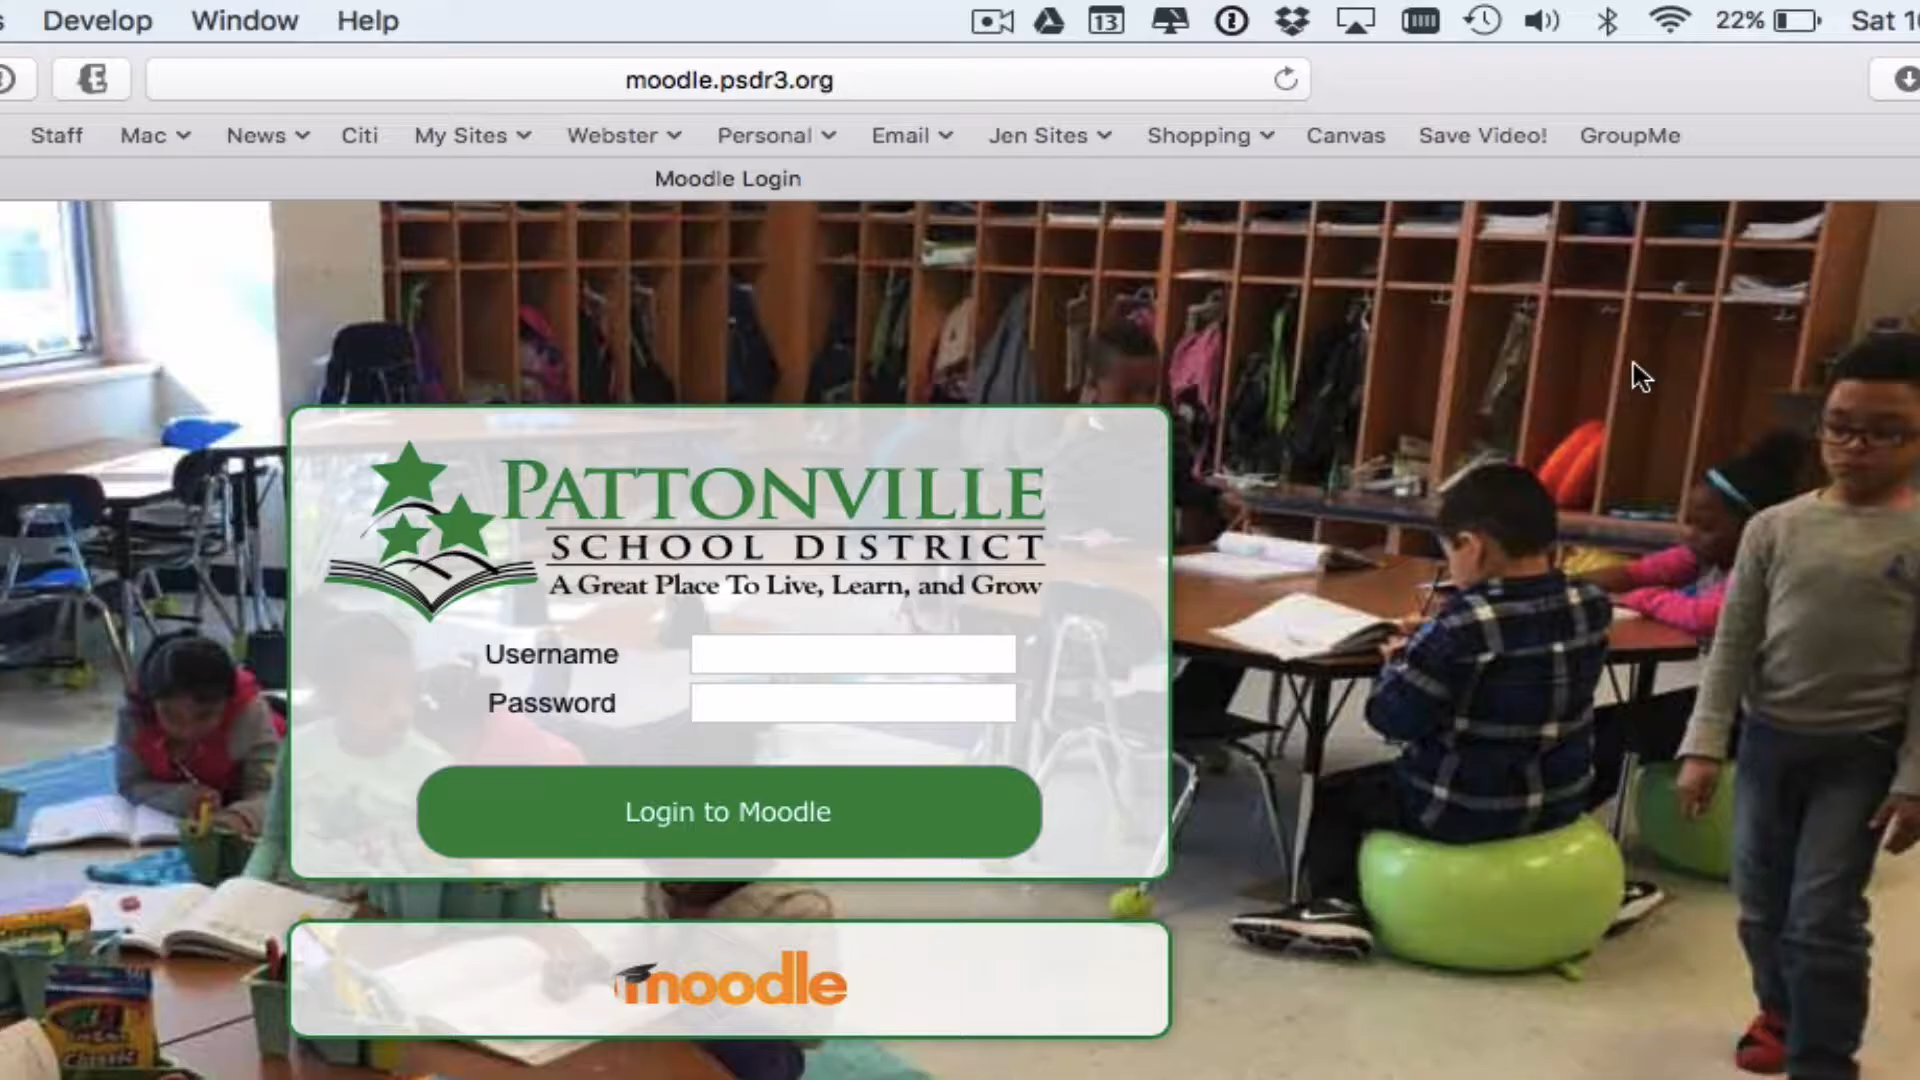 Develop Window Help 13 22% Sat
moodle.psdr3.org
Staff Mac News Citi My Sites Webster Personal Email Jen Sites Shopping Canvas Save Video! GroupMe
Moodle Login
PATTONVILLE
SCHOOL DISTRICT
A Great Place To Live, Learn, and Grow
Username
Password
Login to Moodle
moodle